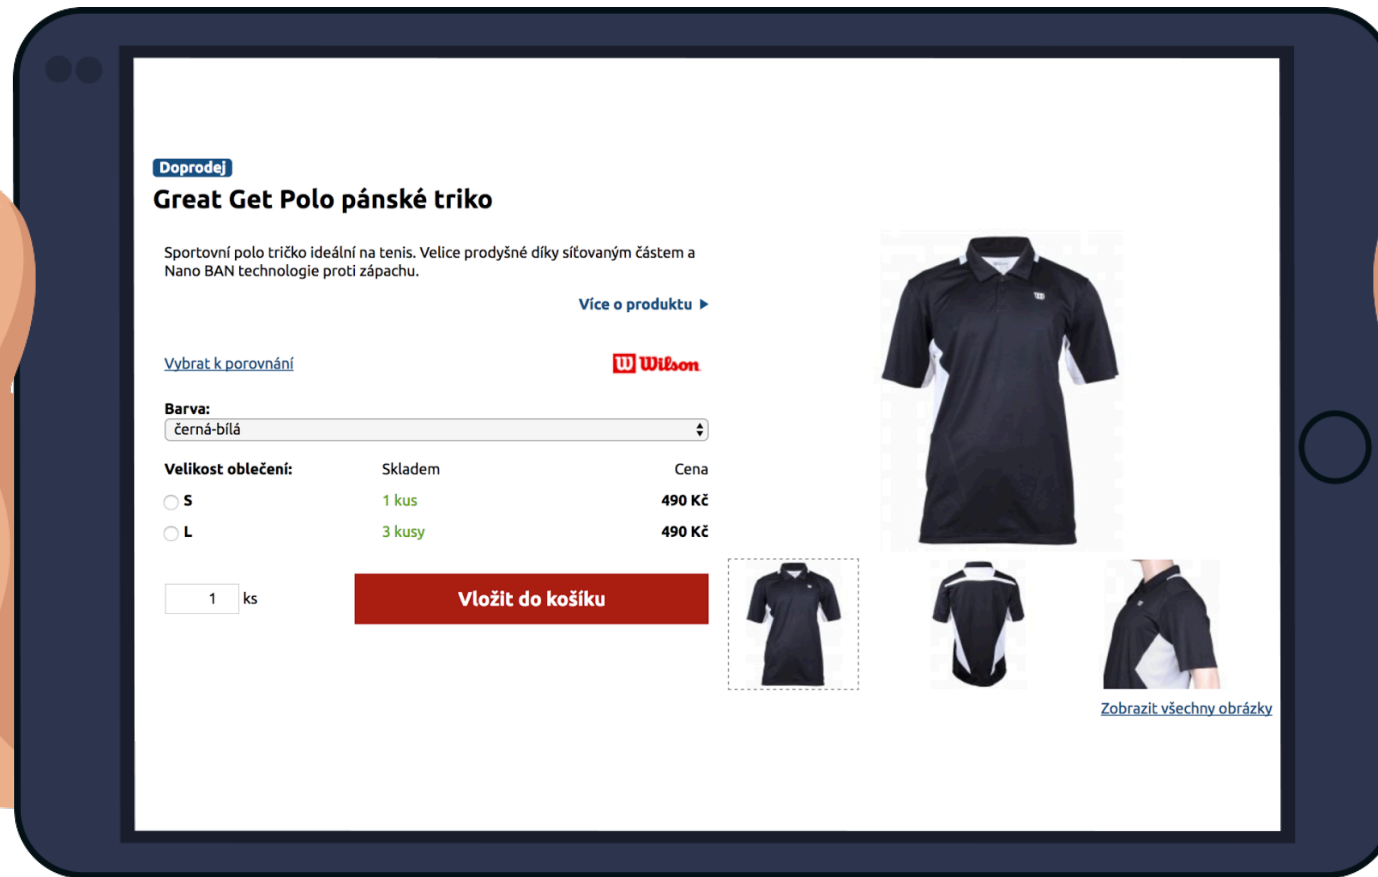 Doprodej
Great Get Polo pánské triko
Sportovní polo tričko ideální na tenis. Velice prodyšné díky síťovaným částem a
Nano BAN technologie proti zápachu.
Více o produktu
Vybrat k porovnání
W Wilson
Barva:
černá-bílá
Velikost oblečení: Skladem Cena
S 1 kus 490 Kč
L 3 kusy 490 Kč
1 ks Vložit do košíku
Zobrazit všechny obrázky